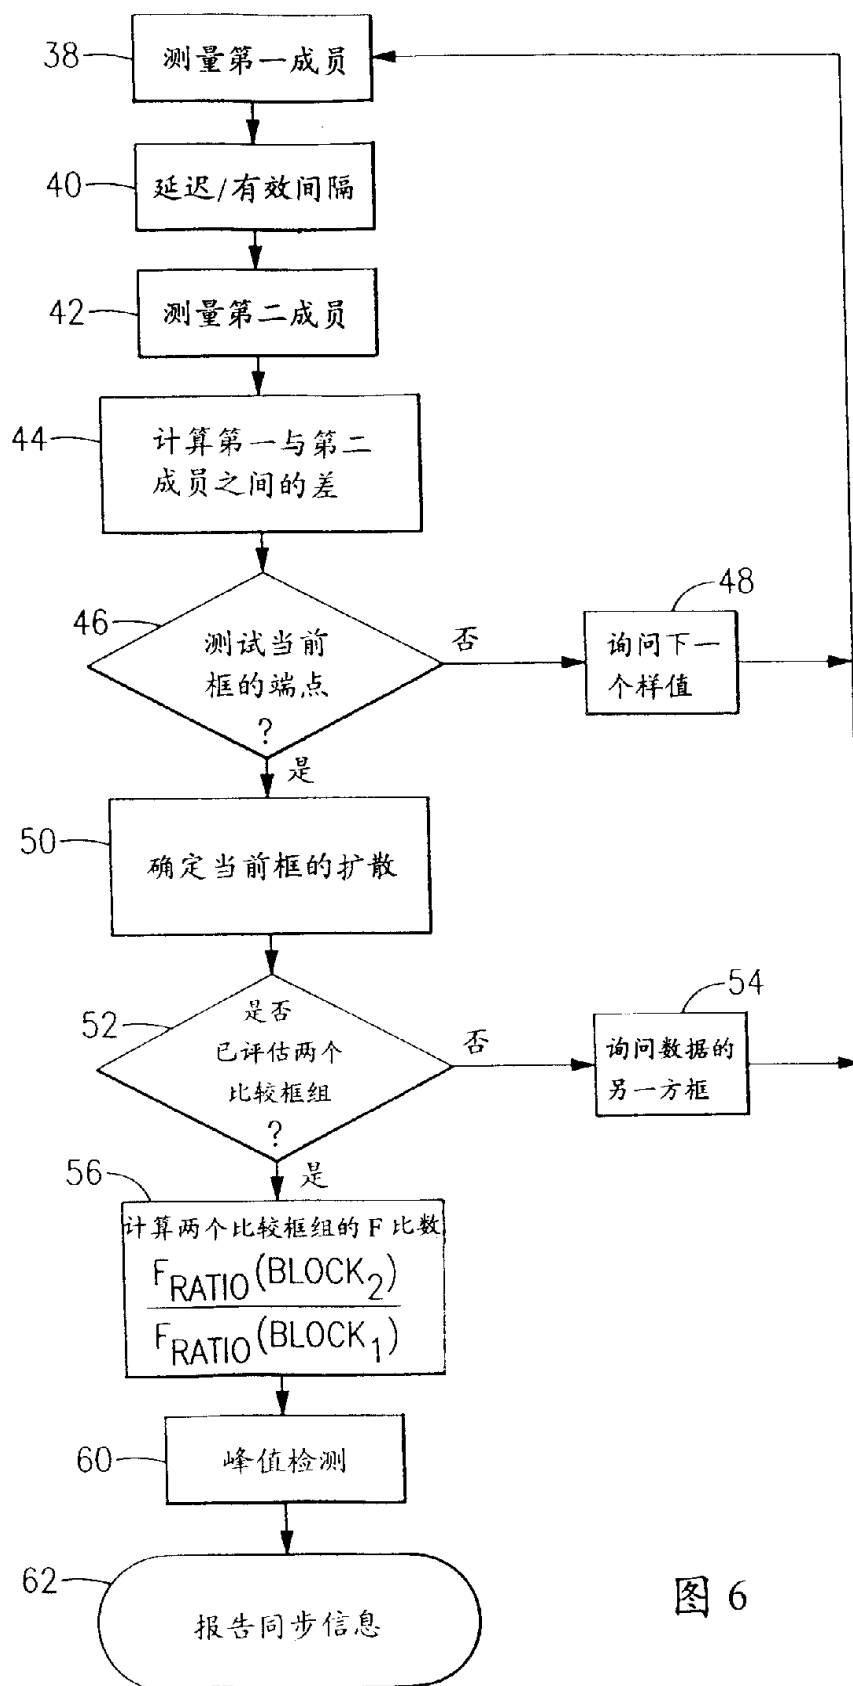 38
测量第一成员
40
延迟/有效间隔
42
测量第二成员
44
计算第一与第二
成员之间的差
46
测试当前
框的端点
?
否
48
询问下一
个样值
是
50
确定当前框的扩散
52
是否
已评估两个
比较框组
?
否
54
询问数据的
另一方框
是
56
计算两个比较框组的 F 比数
F_RATIO(BLOCK_2)
F_RATIO(BLOCK_1)
60
峰值检测
62
报告同步信息
图 6